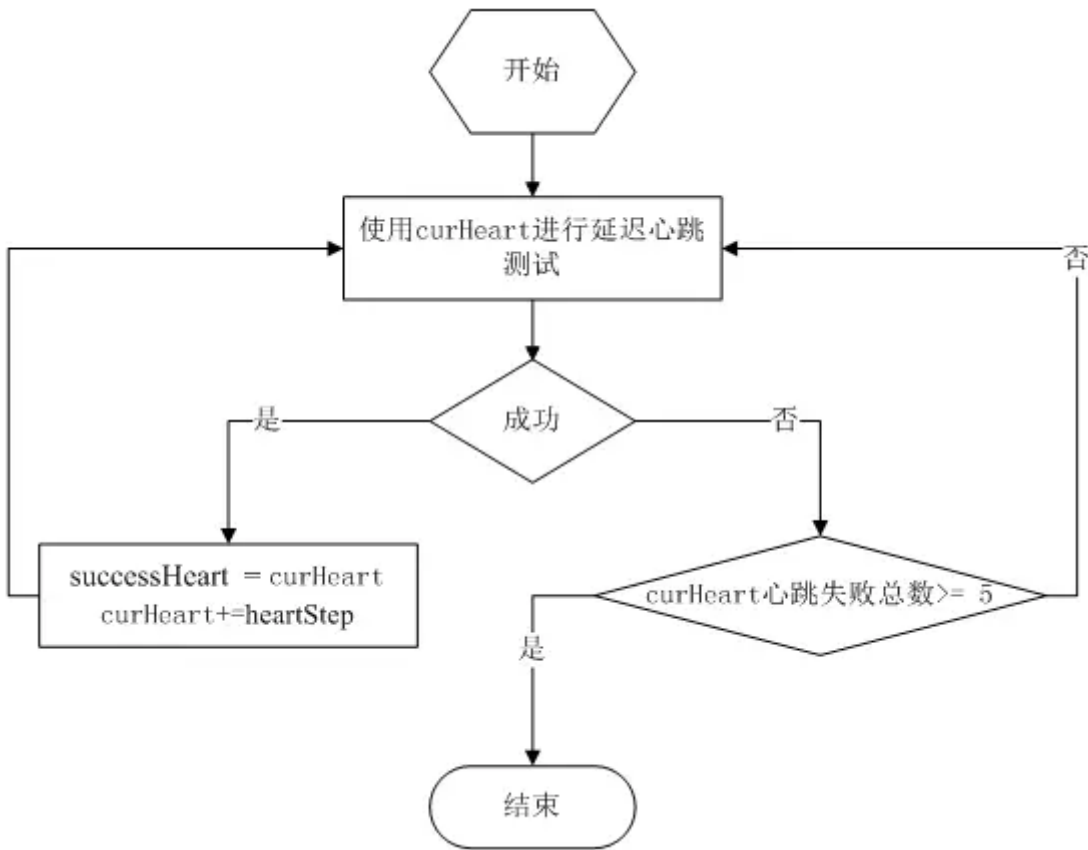 开始
使用curHeart进行延迟心跳
测试
否
成功
是
否
successHeart = curHeart
curHeart+=heartStep
curHeart心跳失败总数>= 5
是
结束